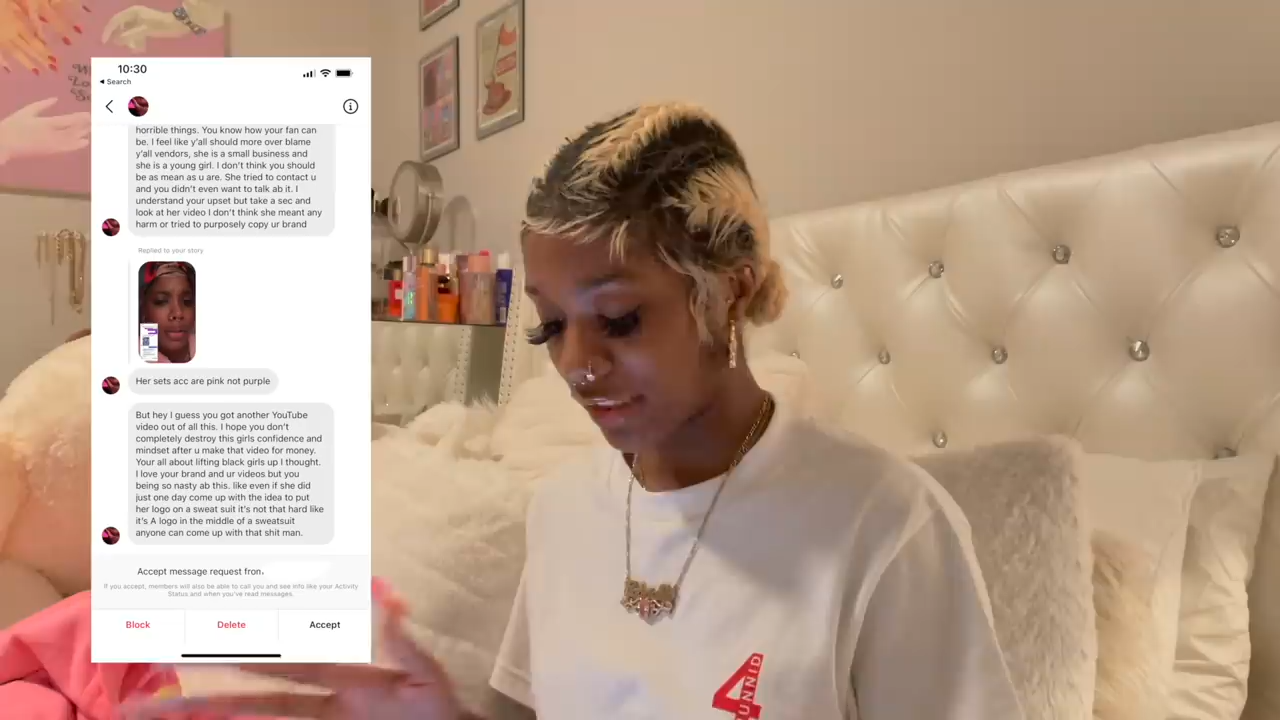 10:30
Search
horrible things. You know how your fan can
be. I feel like y'all should more over blame
y'all vendors, she is a small business and
she is a young girl. I don't think you should
be as mean as u are. She tried to contact u
and you didn't even want to talk ab it. I
understand your upset but take a sec and
look at her video I don't think she meant any
harm or tried to purposely copy ur brand
Replied to your story
Her sets acc are pink not purple
But hey I guess you got another YouTube
video out of all this. I hope you don't
completely destroy this girls confidence and
mindset after u make that video for money.
Your all about lifting black girls up I thought.
I love your brand and ur videos but you
being so nasty ab this. like even if she did
just one day come up with the idea to put
her logo on a sweat suit it's not that hard like
it's A logo in the middle of a sweatsuit
anyone can come up with that shit man.
Accept message request from
If you accept, members will also be able to call you and see info like your Activity
Status and when you've read messages.
Block
Delete
Accept
4